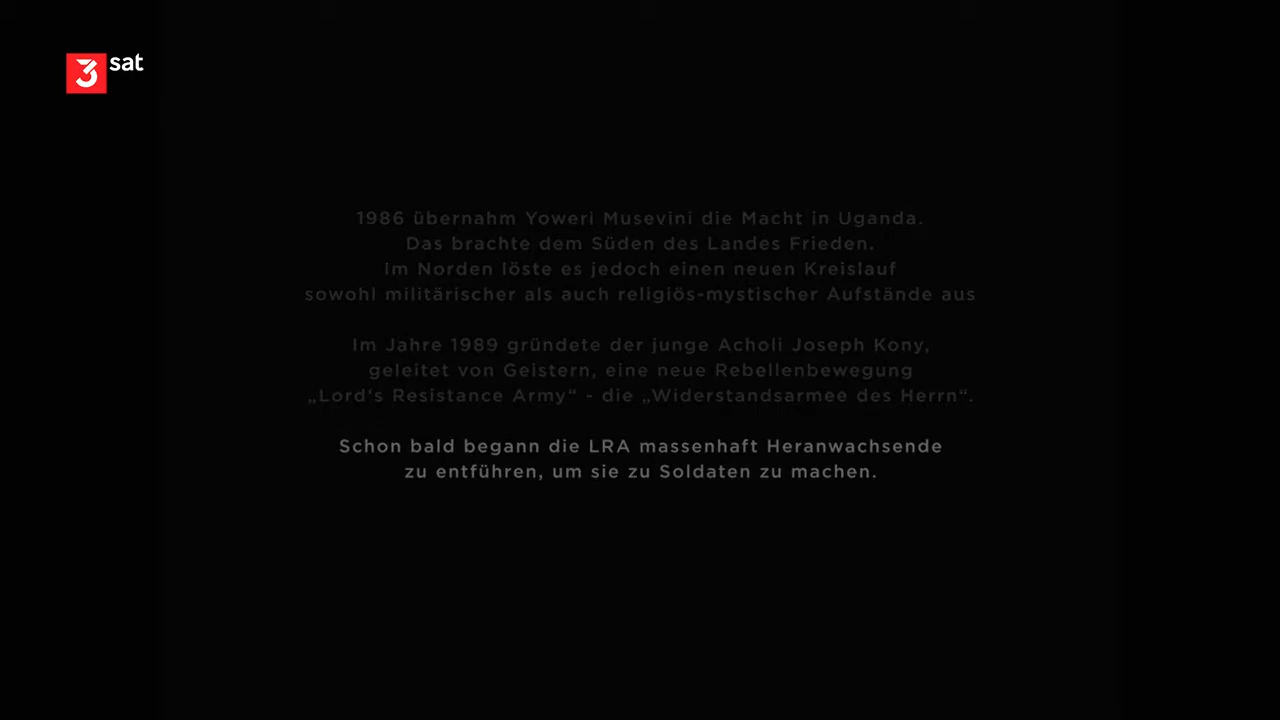 3sat
1986 übernahm Yoweri Musevini die Macht in Uganda.
Das brachte dem Süden des Landes Frieden.
Im Norden löste es jedoch einen neuen Kreislauf
sowohl militärischer als auch religiös-mystischer Aufstände aus
Im Jahre 1989 gründete der junge Acholi Joseph Kony,
geleitet von Geistern, eine neue Rebellenbewegung
„Lord‘s Resistance Army“ - die „Widerstandsarmee des Herrn“.
Schon bald begann die LRA massenhaft Heranwachsende
zu entführen, um sie zu Soldaten zu machen.